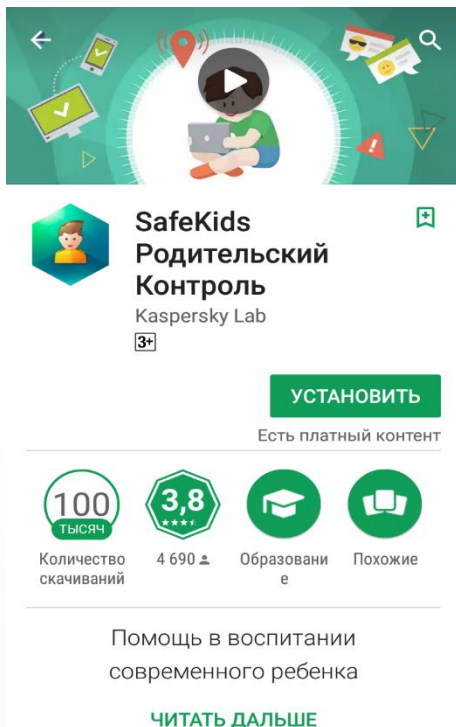 SafeKids
Родительский
Контроль
Kaspersky Lab
3+
УСТАНОВИТЬ
Есть платный контент
100
ТЫСЯЧ
Количество
скачиваний
3,8
4 690
Образовани
е
Похожие
Помощь в воспитании
современного ребенка
ЧИТАТЬ ДАЛЬШЕ